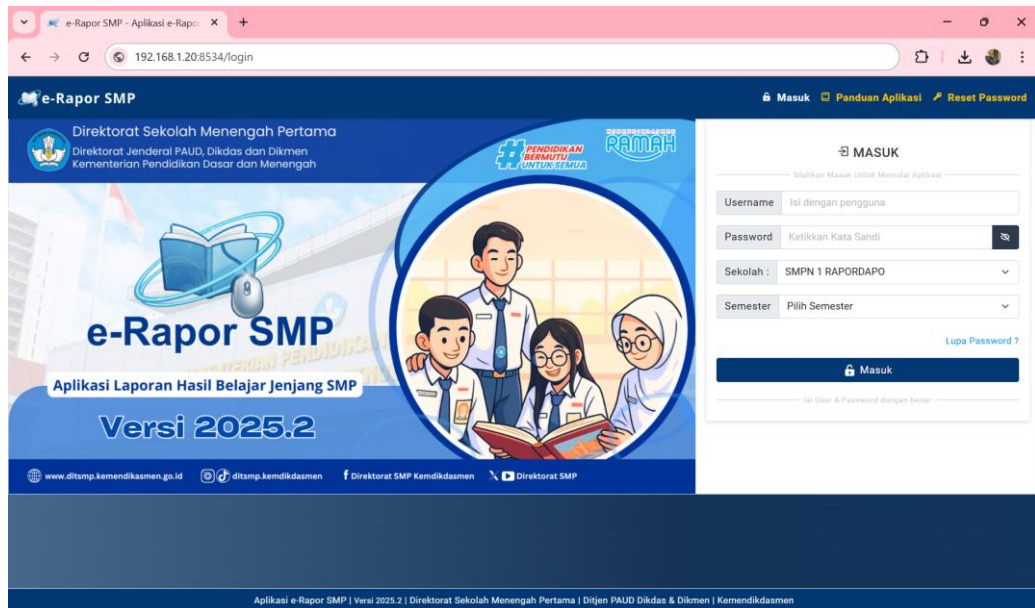 e-Rapor SMP - Aplikasi e-Rapo
192.168.1.20:8534/login
e-Rapor SMP
Masuk
Panduan Aplikasi
Reset Password
Direktorat Sekolah Menengah Pertama
Direktorat Jenderal PAUD, Dikdas dan Dikmen
Kementerian Pendidikan Dasar dan Menengah
# PENDIDIKAN
BERMUTU
UNTUK SEMUA
RAMAH
e-Rapor SMP
Aplikasi Laporan Hasil Belajar Jenjang SMP
Versi 2025.2
www.ditsmp.kemendikasmen.go.id
ditsmp.kemdikdasmen
Direktorat SMP Kemdikdasmen
Direktorat SMP
MASUK
Silahkan Masuk Untuk Memulai Aplikasi
Username Isi dengan pengguna
Password Ketikkan Kata Sandi
Sekolah : SMPN 1 RAPORDAPO
Semester Pilih Semester
Lupa Password ?
Masuk
Isi User & Password dengan benar
Aplikasi e-Rapor SMP | Versi 2025.2 | Direktorat Sekolah Menengah Pertama | Ditjen PAUD Dikdas & Dikmen | Kemendikdasmen